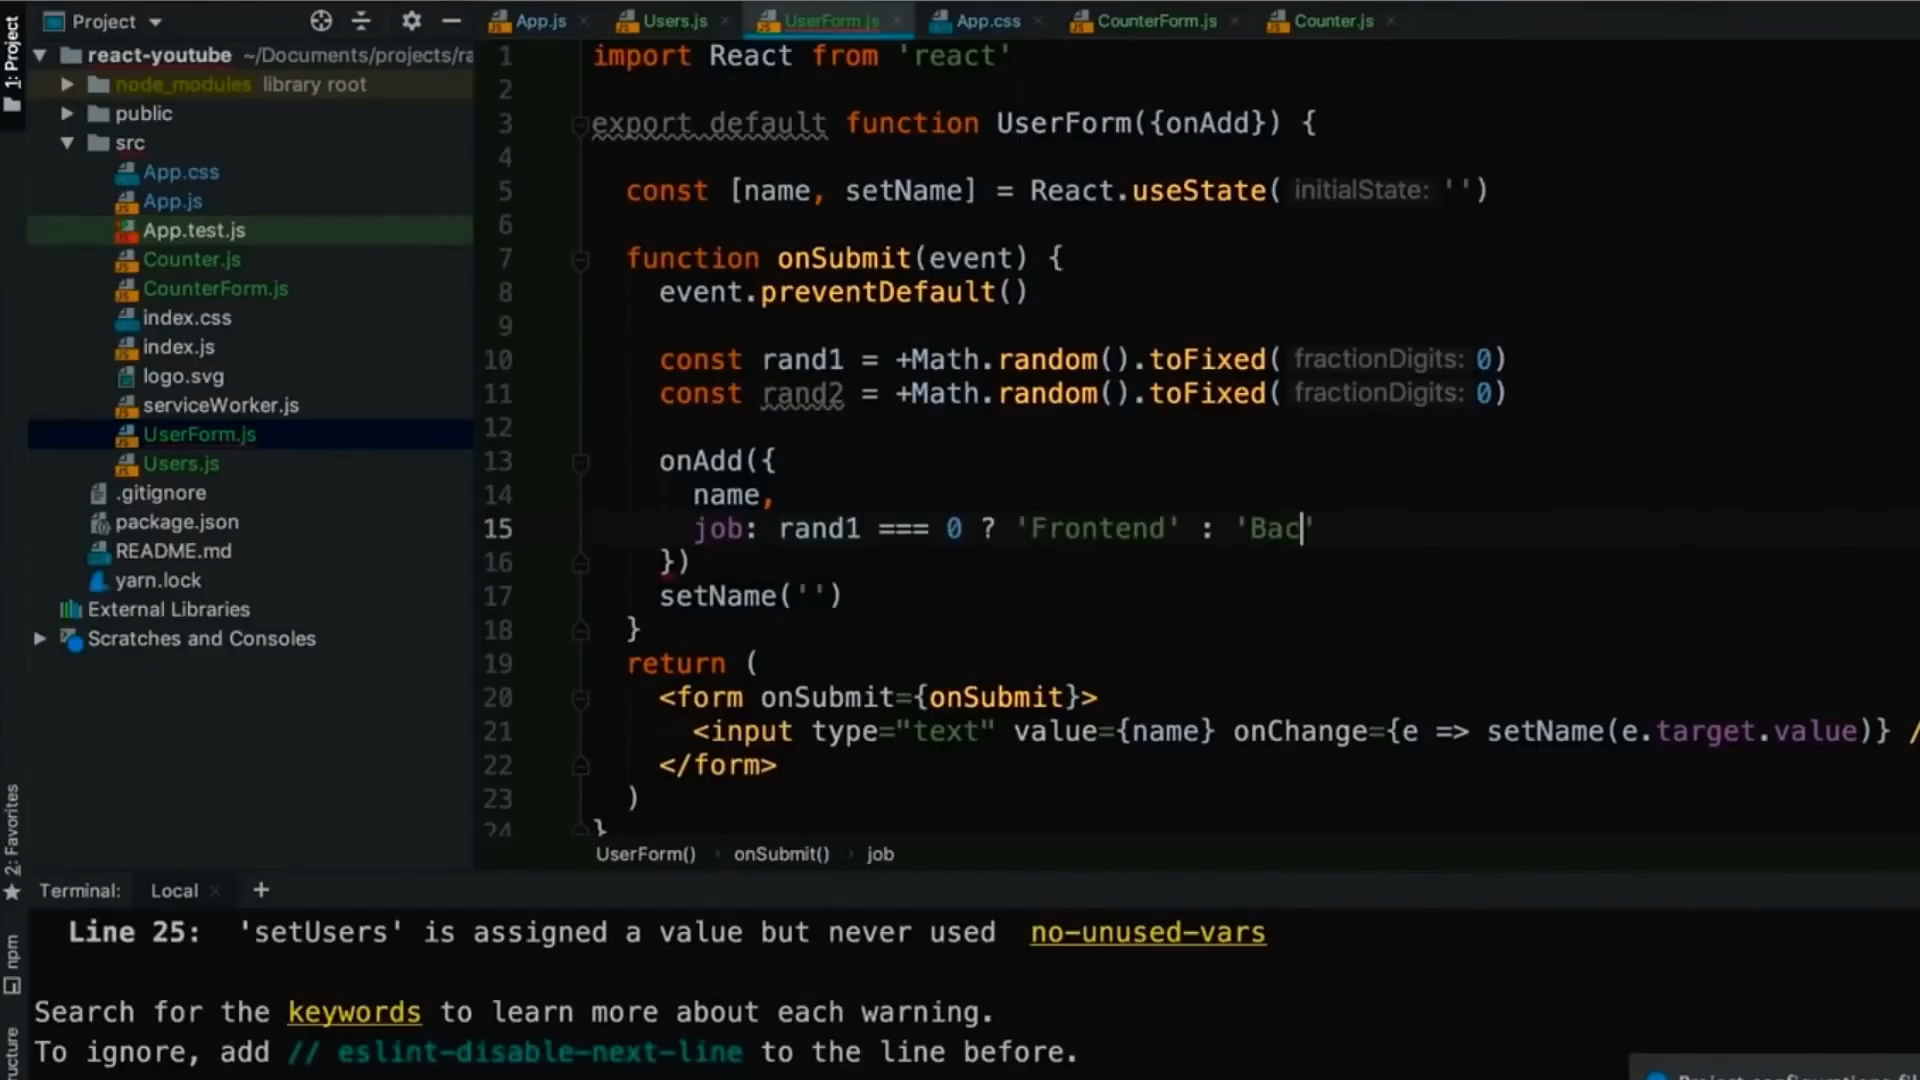 1: Project
Project
react-youtube ~/Documents/projects/ra
node_modules library root
public
src
App.css
App.js
App.test.js
Counter.js
CounterForm.js
index.css
index.js
logo.svg
serviceWorker.js
UserForm.js
Users.js
.gitignore
package.json
README.md
yarn.lock
External Libraries
Scratches and Consoles
App.js Users.js UserForm.js App.css CounterForm.js Counter.js
1 import React from 'react'
2
3 export default function UserForm({onAdd}) {
4
5 const [name, setName] = React.useState( initialState: '')
6
7 function onSubmit(event) {
8 event.preventDefault()
9
10 const rand1 = +Math.random().toFixed( fractionDigits: 0)
11 const rand2 = +Math.random().toFixed( fractionDigits: 0)
12
13 onAdd({
14 name,
15 job: rand1 === 0 ? 'Frontend' : 'Bac'
16 })
17 setName('')
18 }
19 return (
20 <form onSubmit={onSubmit}>
21 <input type="text" value={name} onChange={e => setName(e.target.value)} /
22 </form>
23 )
24 }
UserForm() onSubmit() job
2: Favorites
npm
ructure
Terminal: Local +
Line 25: 'setUsers' is assigned a value but never used no-unused-vars
Search for the keywords to learn more about each warning.
To ignore, add // eslint-disable-next-line to the line before.